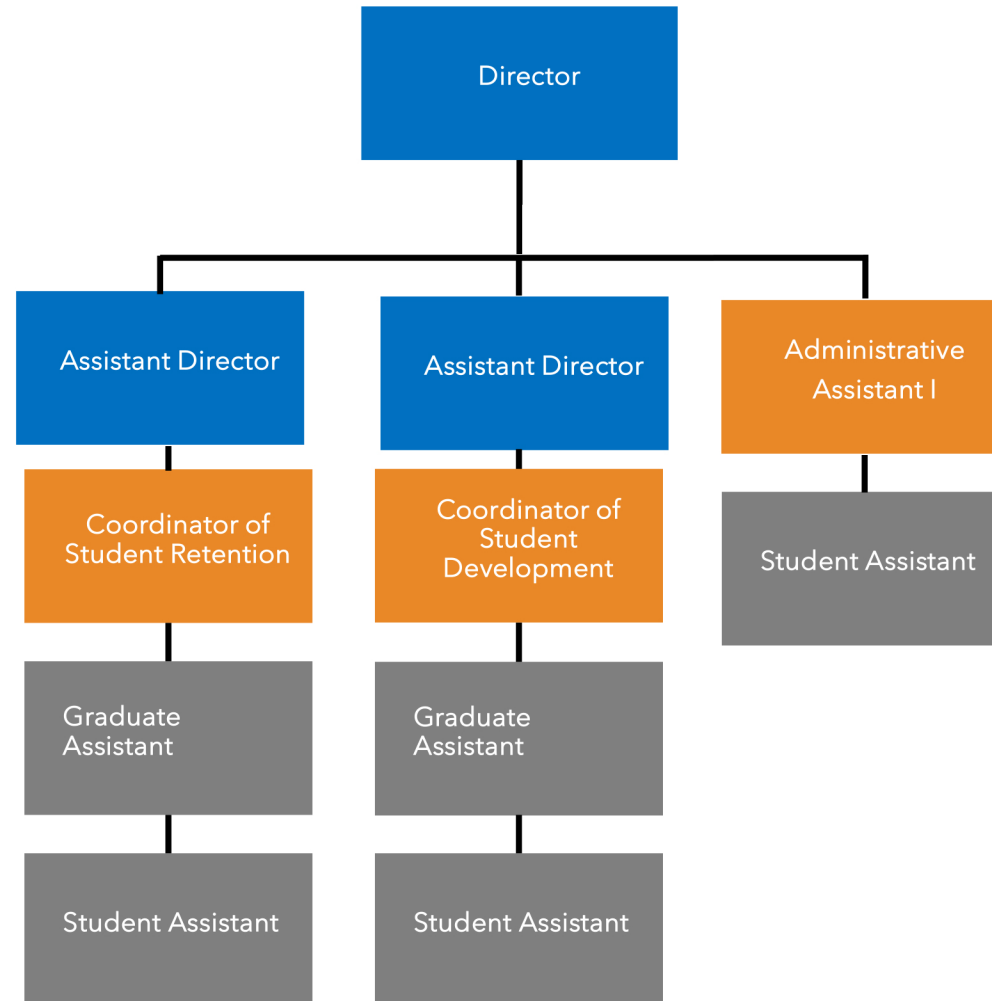 Director
Assistant Director
Assistant Director
Administrative
Assistant I
Coordinator of
Student Retention
Coordinator of
Student
Development
Student Assistant
Graduate
Assistant
Graduate
Assistant
Student Assistant
Student Assistant